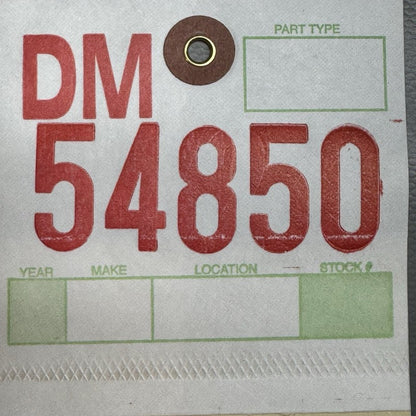 PART TYPE
DM
54850
YEAR MAKE LOCATION STOCK #